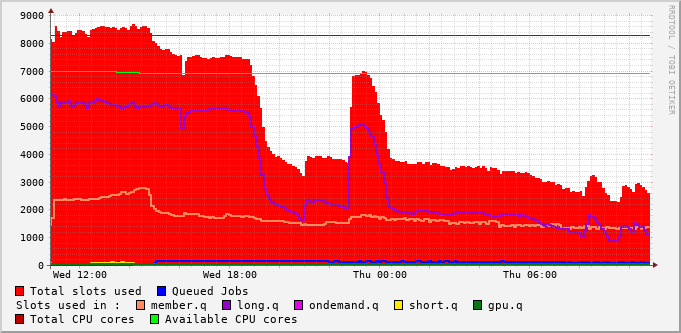 9000
8000
7000
6000
5000
4000
3000
2000
1000
0
Wed 12:00 Wed 18:00 Thu 00:00 Thu 06:00
RRDTOOL / TOBI OETIKER
Total slots used Queued Jobs
Slots used in : member.q long.q ondemand.q short.q gpu.q
Total CPU cores Available CPU cores